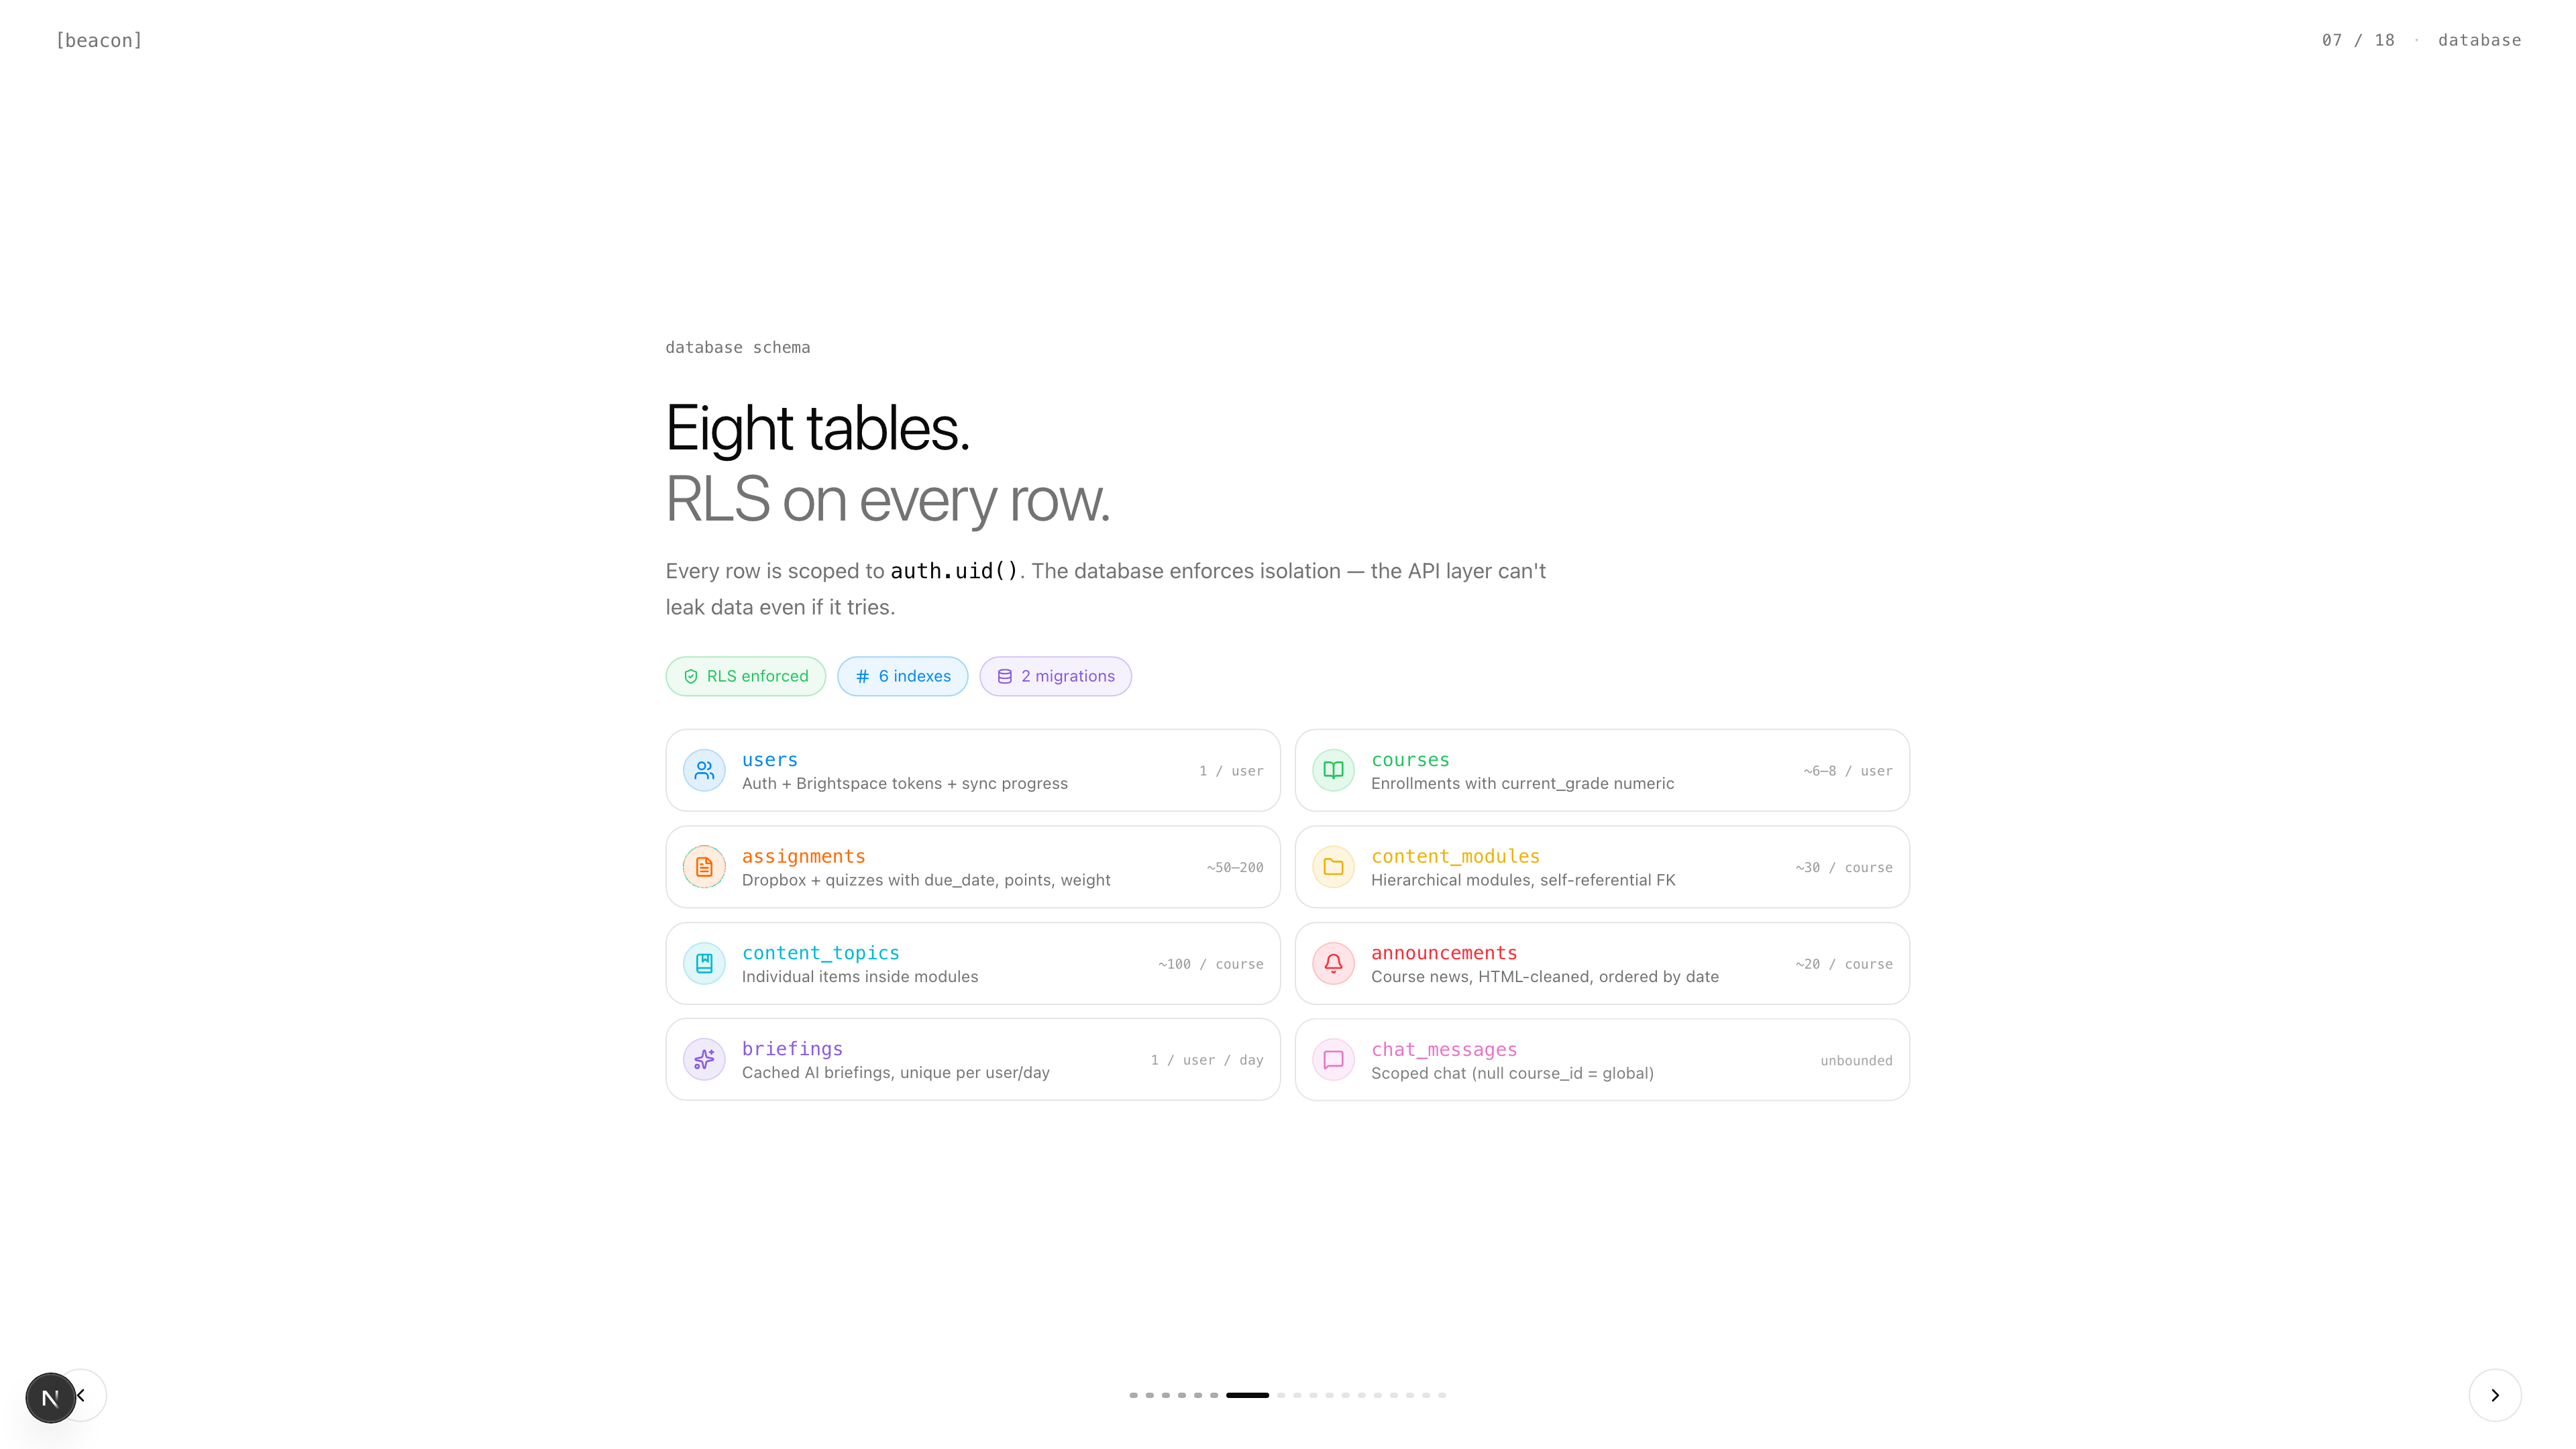 [beacon]
07 / 18 · database
database schema
Eight tables.
RLS on every row.
Every row is scoped to auth.uid(). The database enforces isolation — the API layer can't
leak data even if it tries.
RLS enforced
6 indexes
2 migrations
users
Auth + Brightspace tokens + sync progress
1 / user
courses
Enrollments with current_grade numeric
~6–8 / user
assignments
Dropbox + quizzes with due_date, points, weight
~50–200
content_modules
Hierarchical modules, self-referential FK
~30 / course
content_topics
Individual items inside modules
~100 / course
announcements
Course news, HTML-cleaned, ordered by date
~20 / course
briefings
Cached AI briefings, unique per user/day
1 / user / day
chat_messages
Scoped chat (null course_id = global)
unbounded
N